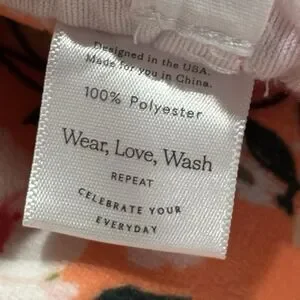 Designed in the USA.
Made for you in China.
100% Polyester
Wear, Love, Wash
REPEAT
CELEBRATE YOUR
EVERYDAY